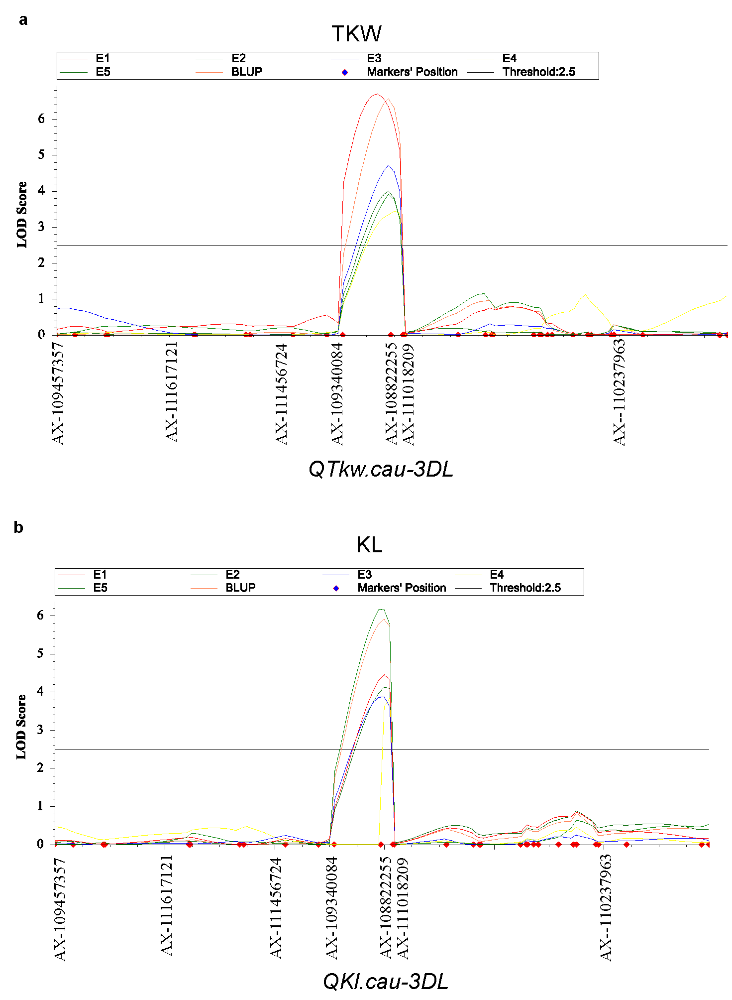 a
TKW
E1 E2 E3 E4
E5 BLUP Markers' Position Threshold:2.5
LOD Score
6
5
4
3
2
1
0
AX-109457357
AX-111617121
AX-111456724
AX-109340084
AX-108822255
AX-111018209
AX--110237963
QTkw.cau-3DL
b
KL
E1 E2 E3 E4
E5 BLUP Markers' Position Threshold:2.5
LOD Score
6
5
4
3
2
1
0
AX-109457357
AX-111617121
AX-111456724
AX-109340084
AX-108822255
AX-111018209
AX--110237963
QKl.cau-3DL